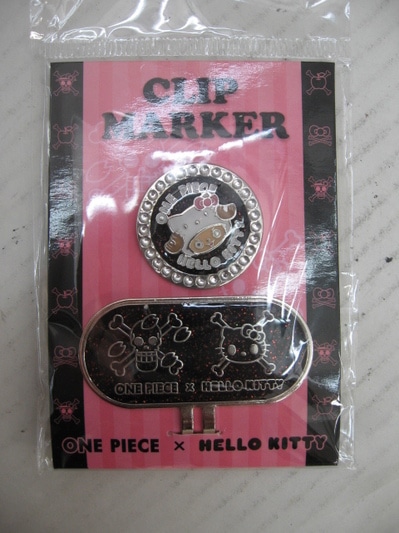 CLIP
MARKER
ONE PIECE
HELLO KITTY
ONE PIECE × HELLO KITTY
ONE PIECE × HELLO KITTY